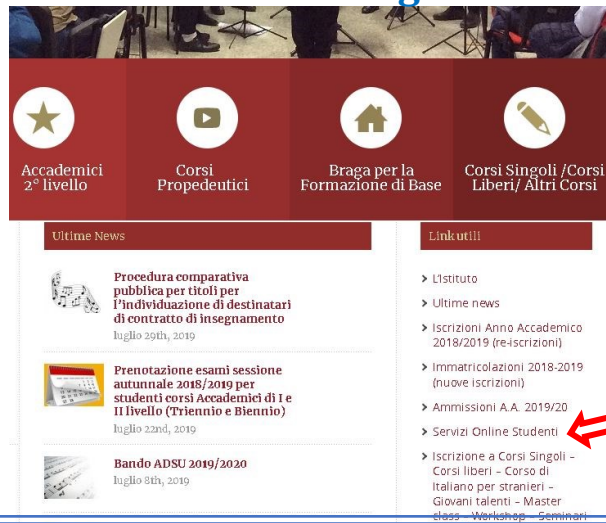 Accademici
2° livello
Corsi
Propedeutici
Braga per la
Formazione di Base
Corsi Singoli /Corsi
Liberi/ Altri Corsi
Ultime News
Procedura comparativa
pubblica per titoli per
l'individuazione di destinatari
di contratto di insegnamento
luglio 29th, 2019
Prenotazione esami sessione
autunnale 2018/2019 per
studenti corsi Accademici di I e
II livello (Triennio e Biennio)
luglio 22nd, 2019
Bando ADSU 2019/2020
luglio 8th, 2019
Link utili
L'Istituto
Ultime news
Iscrizioni Anno Accademico
2018/2019 (re-iscrizioni)
Immatricolazioni 2018-2019
(nuove iscrizioni)
Ammissioni A.A. 2019/20
Servizi Online Studenti
Iscrizione a Corsi Singoli –
Corsi liberi – Corso di
Italiano per stranieri –
Giovani talenti – Master
class – Workshop – Seminari